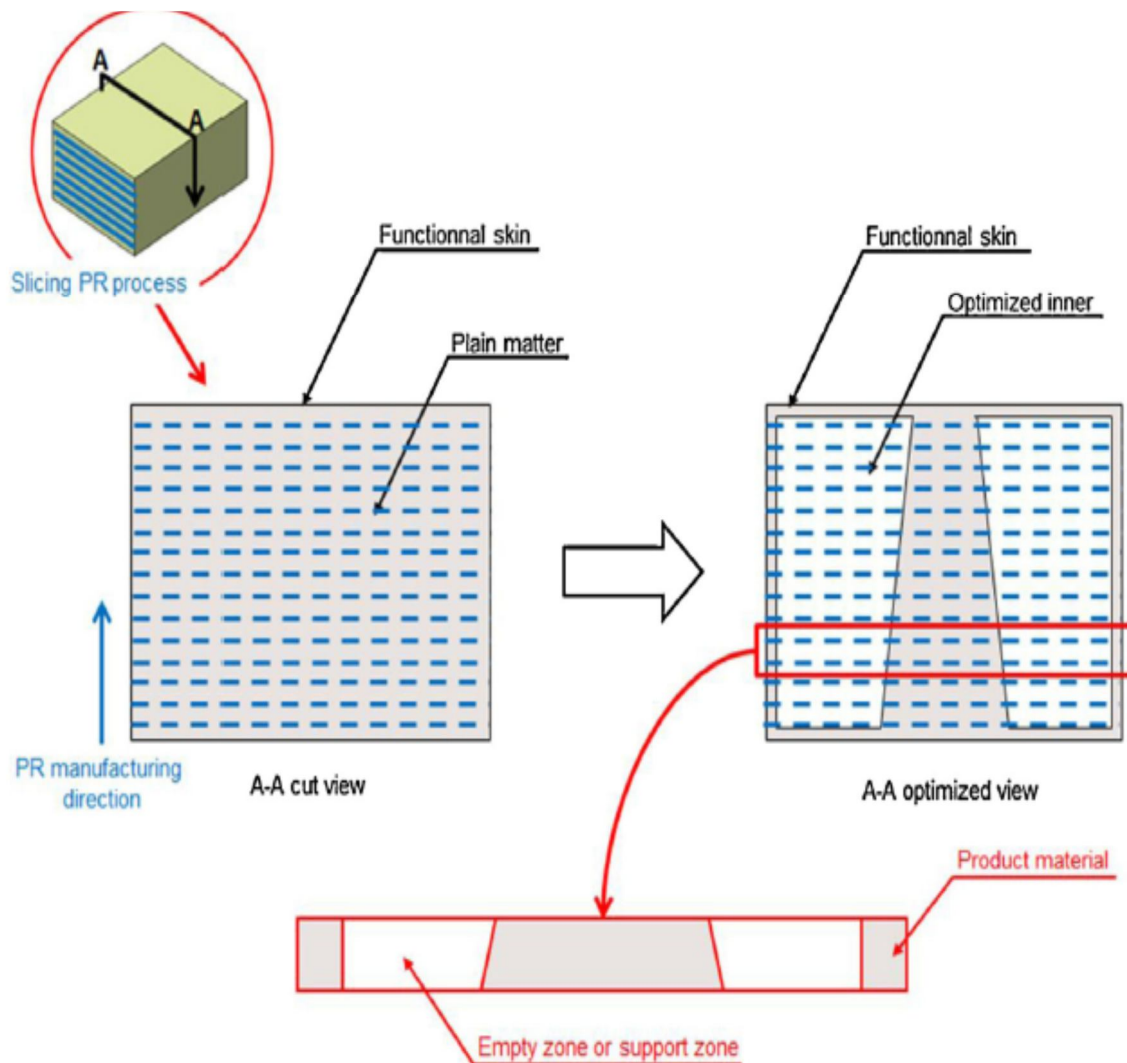 A
A
Slicing PR process
Functionnal skin
Plain matter
Functionnal skin
Optimized inner
PR manufacturing
direction
A-A cut view
A-A optimized view
Product material
Empty zone or support zone